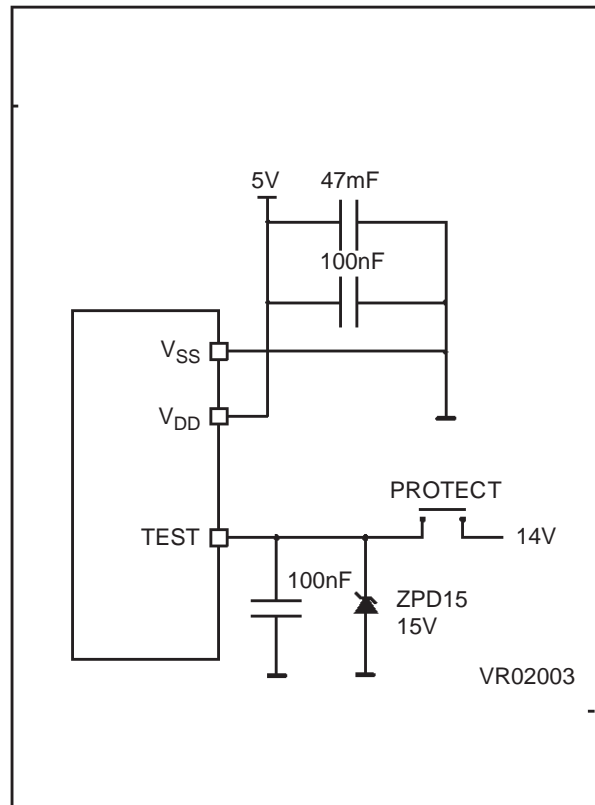 5V 47mF
100nF
VSS
VDD
PROTECT
TEST 14V
100nF ZPD15
15V
VR02003